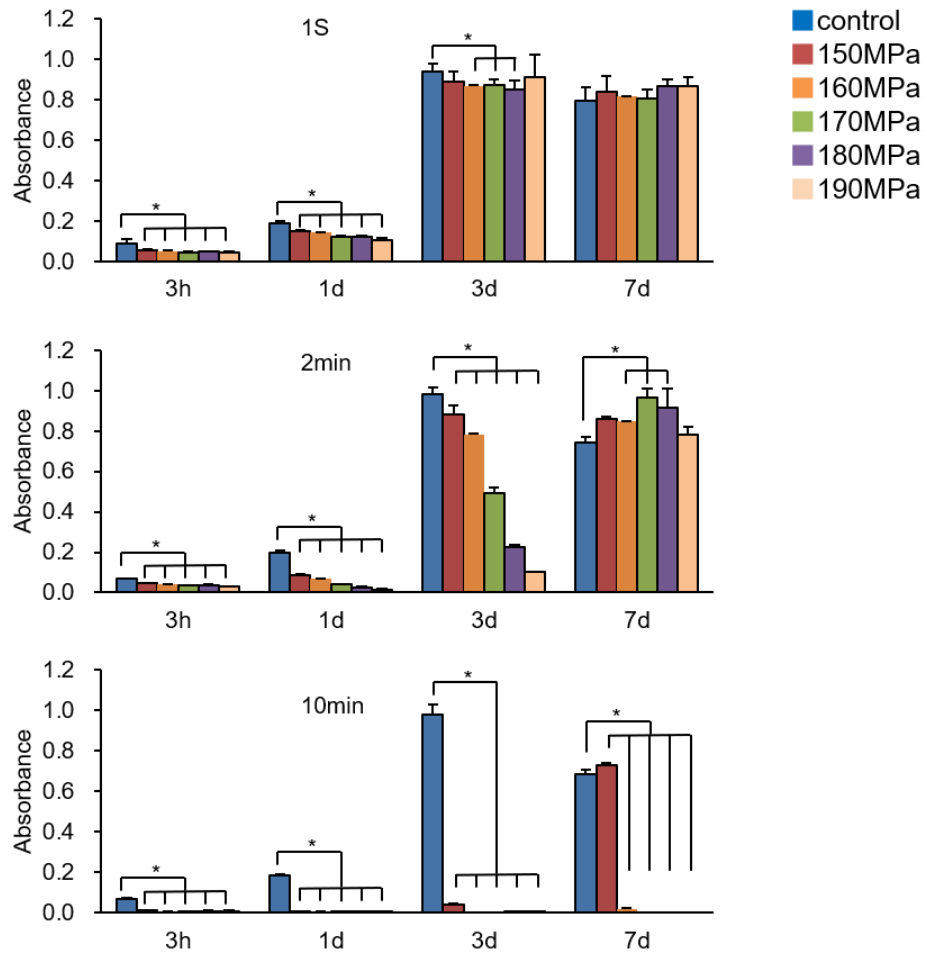 1S
control
150MPa
160MPa
170MPa
180MPa
190MPa
Absorbance
1.2
1.0
0.8
0.6
0.4
0.2
0.0
*
*
*
3h
1d
3d
7d
2min
Absorbance
1.2
1.0
0.8
0.6
0.4
0.2
0.0
*
*
*
*
3h
1d
3d
7d
10min
Absorbance
1.2
1.0
0.8
0.6
0.4
0.2
0.0
*
*
*
*
3h
1d
3d
7d